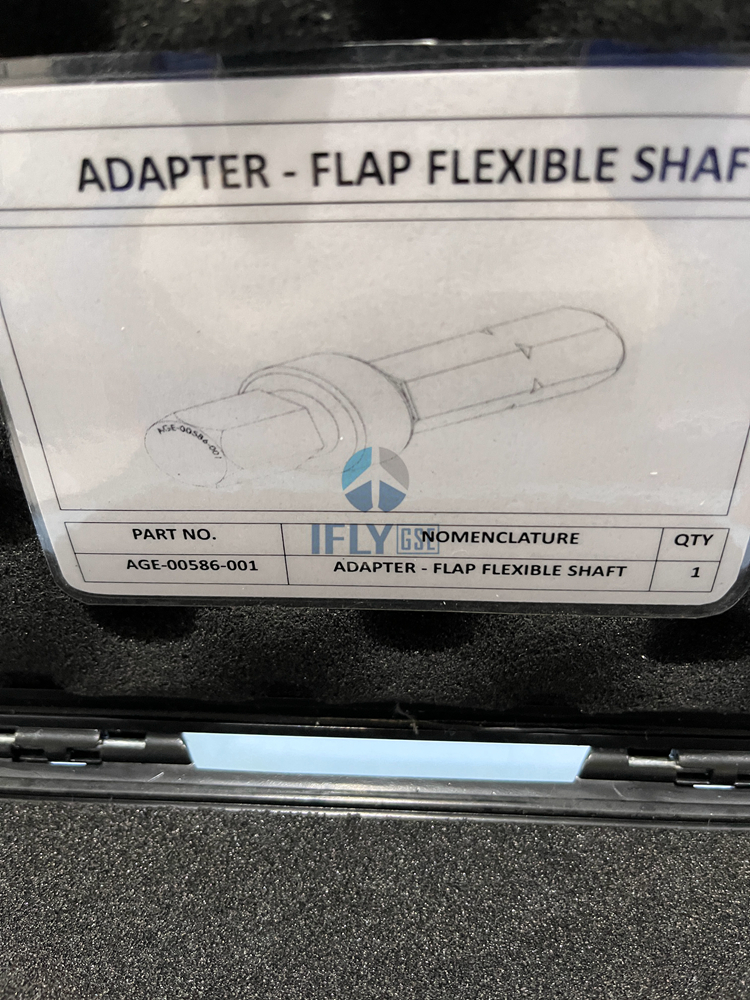 ADAPTER - FLAP FLEXIBLE SHAF
AGE-00586-001
IFLY GSE
PART NO. NOMENCLATURE QTY
AGE-00586-001 ADAPTER - FLAP FLEXIBLE SHAFT 1